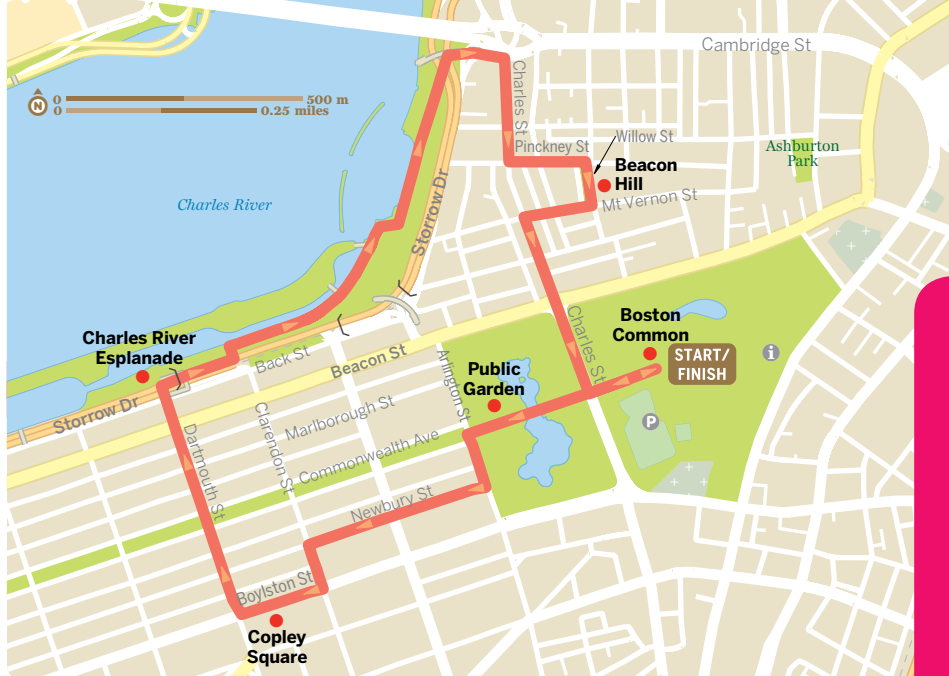 Cambridge St
0 500 m
N
0 0.25 miles
Charles St
Willow St
Pinckney St
Ashburton
Park
Beacon
Hill
Mt Vernon St
Charles River
Storrow Dr
Boston
Common
Charles St
Charles River
Esplanade
START/
FINISH
i
Back St
Beacon St
Arlington St
Public
Garden
Storrow Dr
Marlborough St
Clarendon St
Dartmouth St
Commonwealth Ave
P
Newbury St
Boylston St
Copley
Square